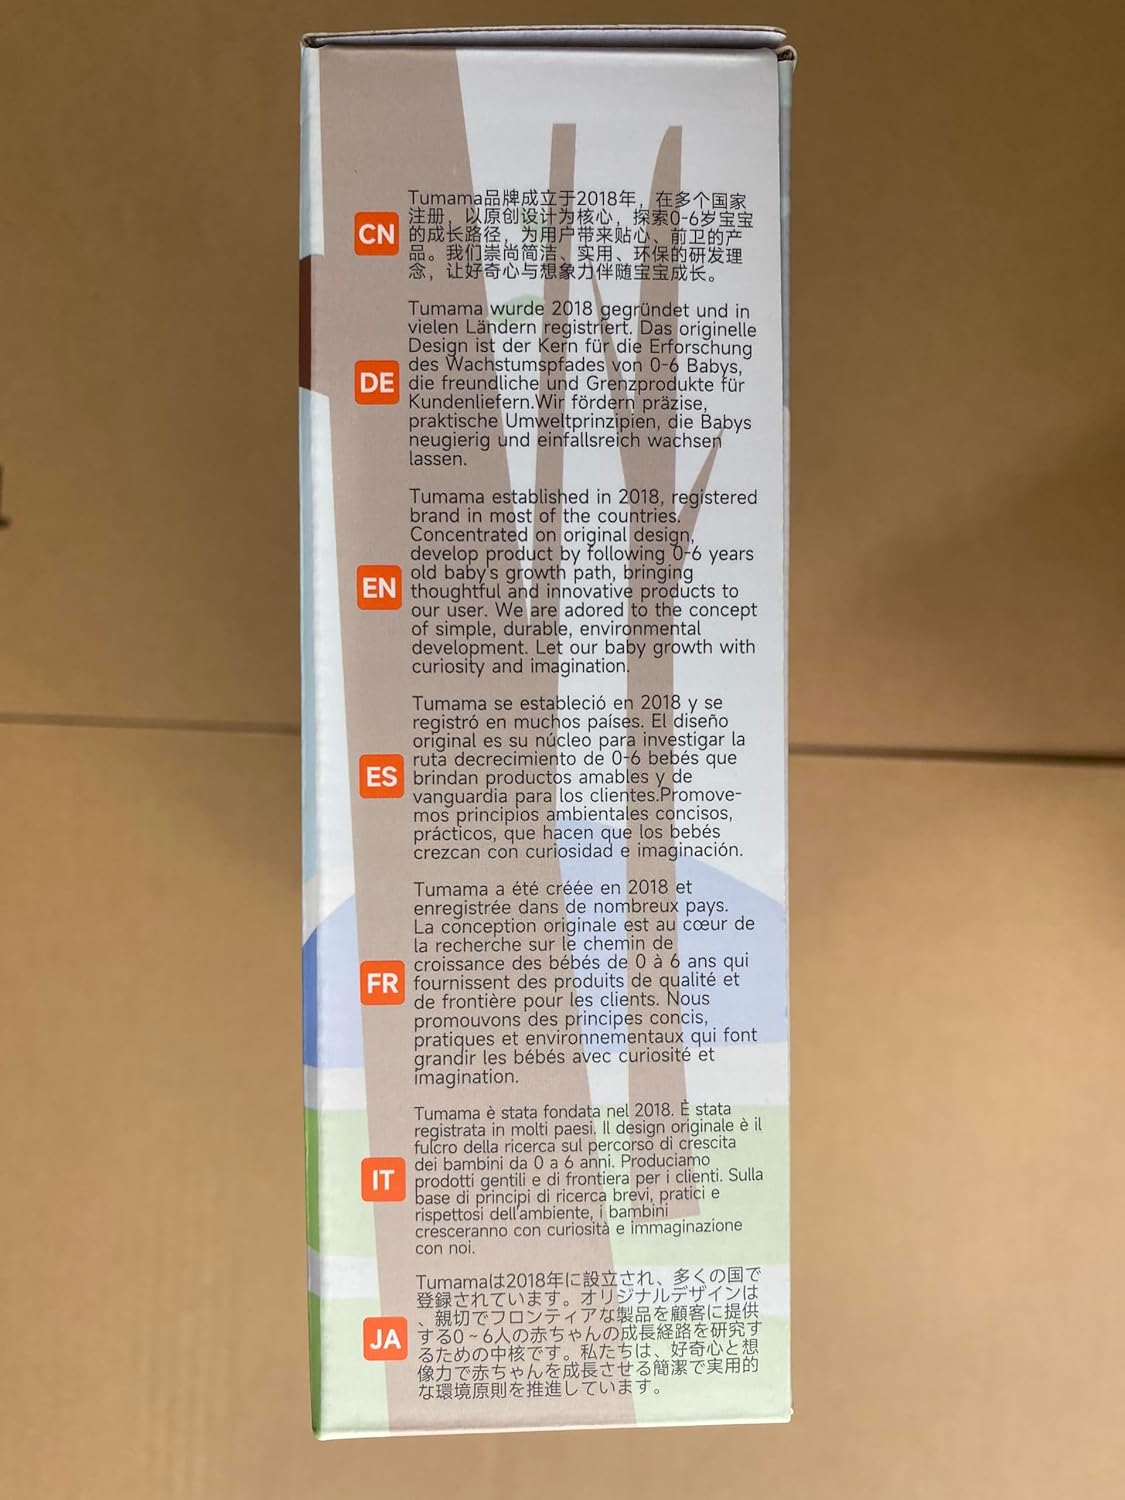 CN
Tumama品牌成立于2018年，在多个国家
注册，以原创设计为核心，探索0-6岁宝宝
的成长路径，为用户带来贴心、前卫的产
品。我们崇尚简洁、实用、环保的研发理
念，让好奇心与想象力伴随宝宝成长。
DE
Tumama wurde 2018 gegründet und in
vielen Ländern registriert. Das originelle
Design ist der Kern für die Erforschung
des Wachstumspfades von 0-6 Babys,
die freundliche und Grenzprodukte für
Kundenliefern.Wir fördern präzise,
praktische Umweltprinzipien, die Babys
neugierig und einfallsreich wachsen
lassen.
EN
Tumama established in 2018, registered
brand in most of the countries.
Concentrated on original design,
develop product by following 0-6 years
old baby's growth path, bringing
thoughtful and innovative products to
our user. We are adored to the concept
of simple, durable, environmental
development. Let our baby growth with
curiosity and imagination.
ES
Tumama se estableció en 2018 y se
registró en muchos países. El diseño
original es su núcleo para investigar la
ruta decrecimiento de 0-6 bebés que
brindan productos amables y de
vanguardia para los clientes.Promove-
mos principios ambientales concisos,
prácticos, que hacen que los bebés
crezcan con curiosidad e imaginación.
FR
Tumama a été créée en 2018 et
enregistrée dans de nombreux pays.
La conception originale est au cœur de
la recherche sur le chemin de
croissance des bébés de 0 à 6 ans qui
fournissent des produits de qualité et
de frontière pour les clients. Nous
promouvons des principes concis,
pratiques et environnementaux qui font
grandir les bébés avec curiosité et
imagination.
IT
Tumama è stata fondata nel 2018. È stata
registrata in molti paesi. Il design originale è il
fulcro della ricerca sul percorso di crescita
dei bambini da 0 a 6 anni. Produciamo
prodotti gentili e di frontiera per i clienti. Sulla
base di principi di ricerca brevi, pratici e
rispettosi dell'ambiente, i bambini
cresceranno con curiosità e immaginazione
con noi.
JA
Tumamaは2018年に設立され、多くの国で
登録されています。オリジナルデザインは
、親切でフロンティアな製品を顧客に提供
する0～6人の赤ちゃんの成長経路を研究す
るための中核です。私たちは、好奇心と想
像力で赤ちゃんを成長させる簡潔で実用的
な環境原則を推進しています。